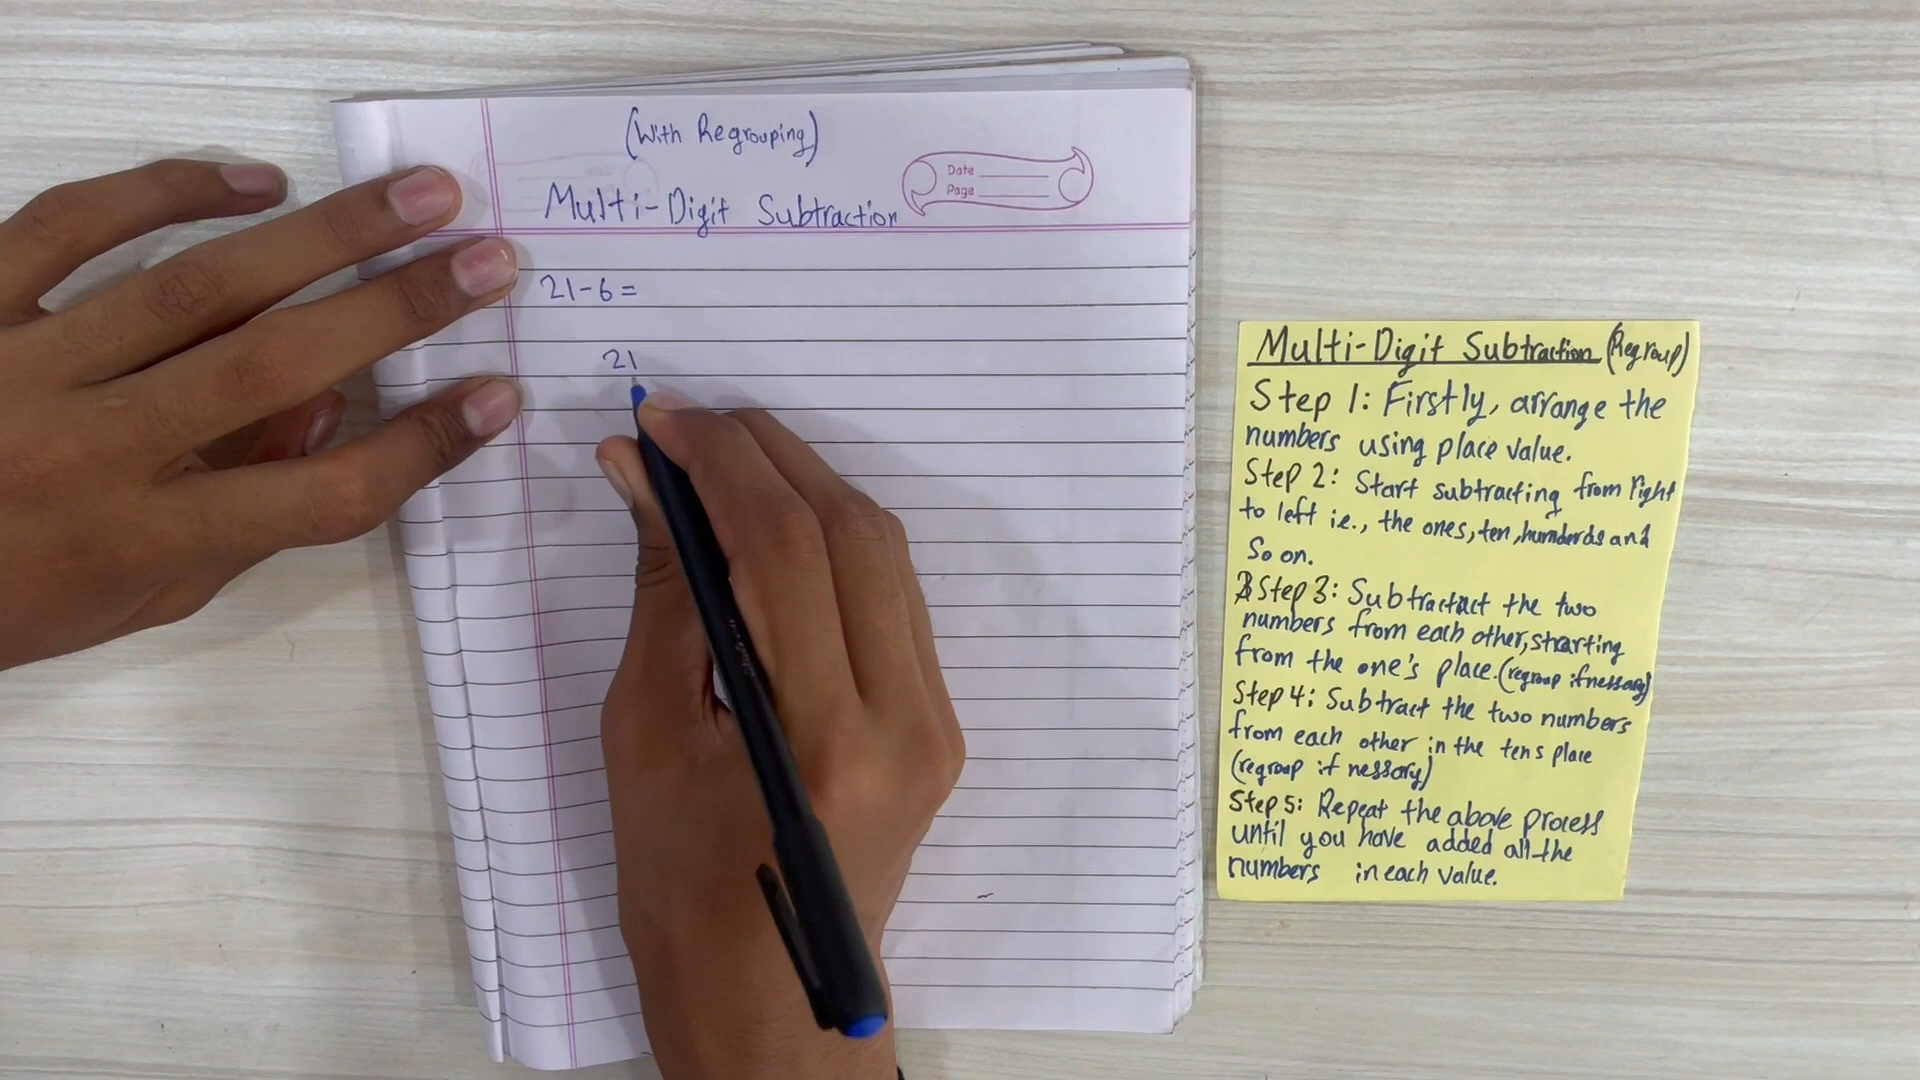 (With Regrouping)
Date
Page
Multi-Digit Subtraction
21-6=
21
Multi-Digit Subtraction (Regroup)
Step 1: Firstly, arrange the
numbers using place value.
Step 2: Start subtracting from right
to left i.e., the ones, ten, hunderds and
So on.
Step 3: Subtractact the two
numbers from each other, strarting
from the one's place. (regroup if nessary)
Step 4: Subtract the two numbers
from each other in the tens place
(regroup if nessory)
Step 5: Repeat the above process
until you have added all the
numbers in each value.